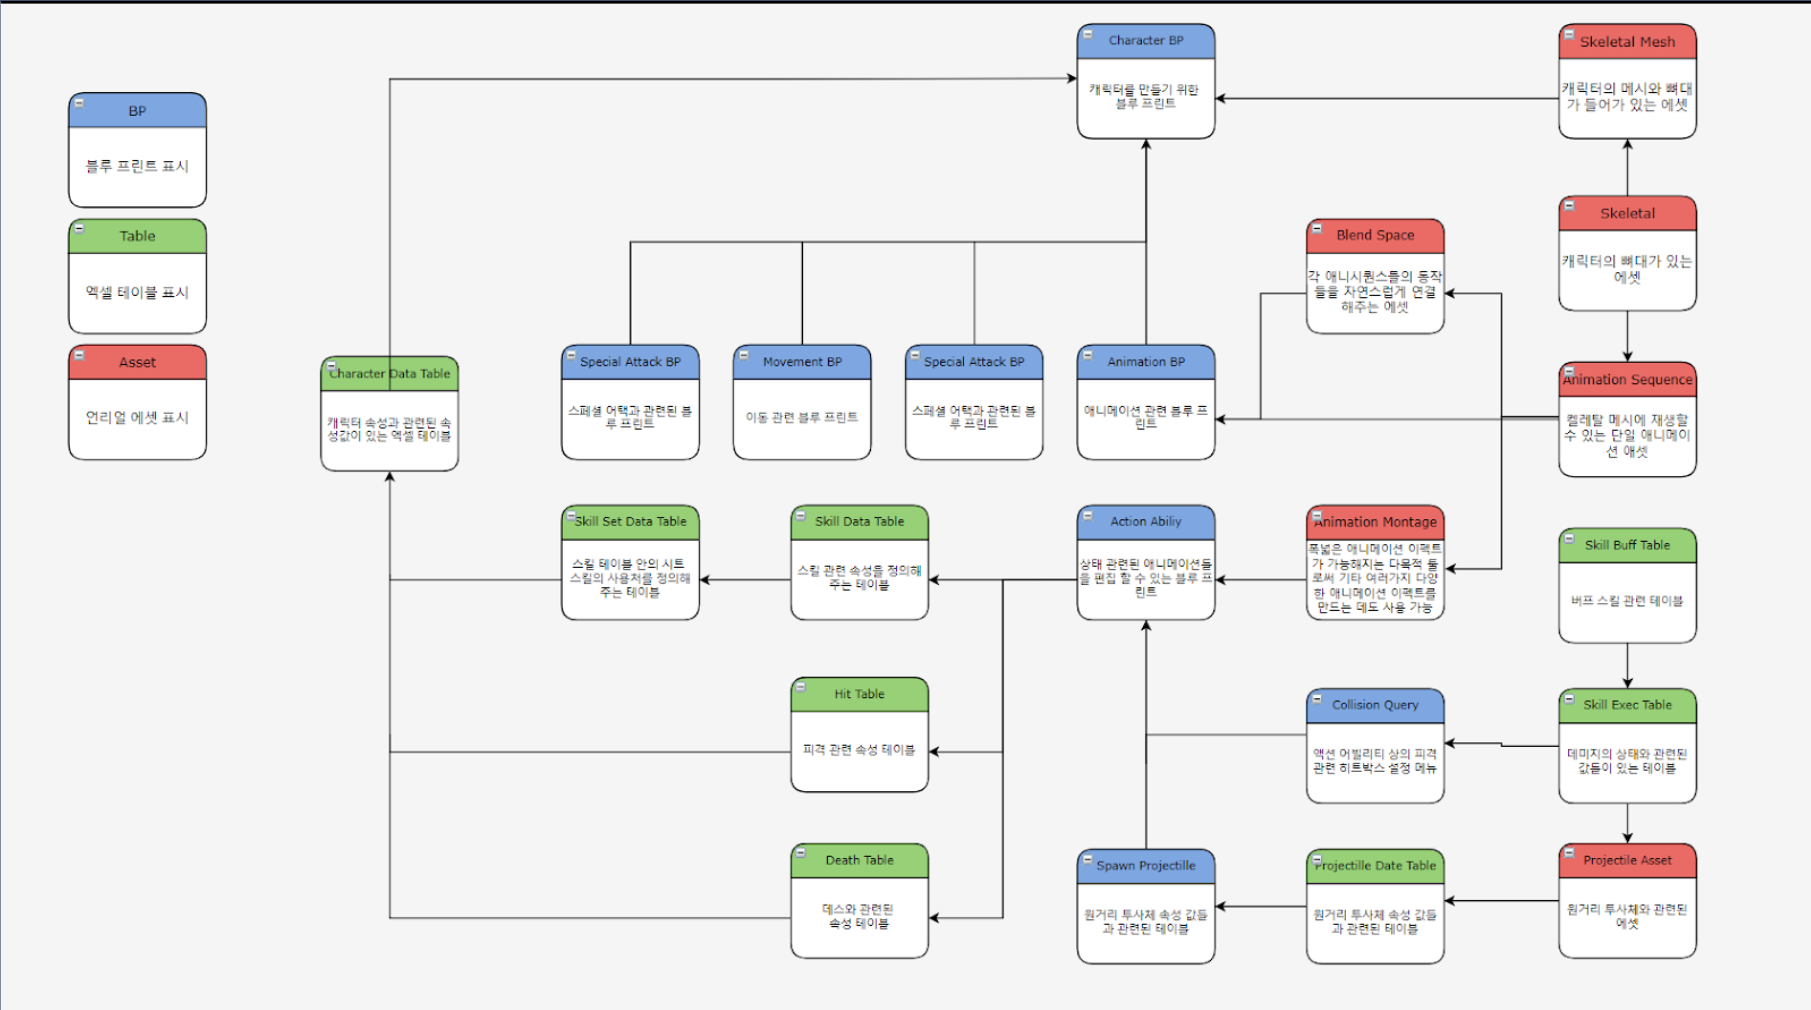 BP
블루 프린트 표시
Table
엑셀 테이블 표시
Asset
언리얼 에셋 표시
Character Data Table
캐릭터 속성과 관련된 속
성값이 있는 엑셀 테이블
Character BP
캐릭터를 만들기 위한
블루 프린트
Skeletal Mesh
캐릭터의 메시와 뼈대
가 들어가 있는 에셋
Skeletal
캐릭터의 뼈대가 있는
에셋
Blend Space
각 애니시퀀스들의 동작
들을 자연스럽게 연결
해주는 에셋
Special Attack BP
스페셜 어택과 관련된 블
루 프린트
Movement BP
이동 관련 블루 프린트
Special Attack BP
스페셜 어택과 관련된 블
루 프린트
Animation BP
애니메이션 관련 블루 프
린트
Animation Sequence
켈레탈 메시에 재생할
수 있는 단일 애니메이
션 애셋
Skill Set Data Table
스킬 테이블 안의 시트
스킬의 사용처를 정의해
주는 테이블
Skill Data Table
스킬 관련 속성을 정의해
주는 테이블
Action Abiliy
상태 관련된 애니메이션들
을 편집 할 수 있는 블루 프
린트
Animation Montage
폭넓은 애니메이션 이펙트
가 가능해지는 다목적 툴
로써 기타 여러가지 다양
한 애니메이션 이펙트를
만드는 데도 사용 가능
Skill Buff Table
버프 스킬 관련 테이블
Hit Table
피격 관련 속성 테이블
Collision Query
액션 어빌리티 상의 피격
관련 히트박스 설정 메뉴
Skill Exec Table
데미지의 상태와 관련된
값들이 있는 테이블
Death Table
데스와 관련된
속성 테이블
Spawn Projectille
원거리 투사체 속성 값들
과 관련된 테이블
Projectille Date Table
원거리 투사체 속성 값들
과 관련된 테이블
Projectile Asset
원거리 투사체와 관련된
에셋